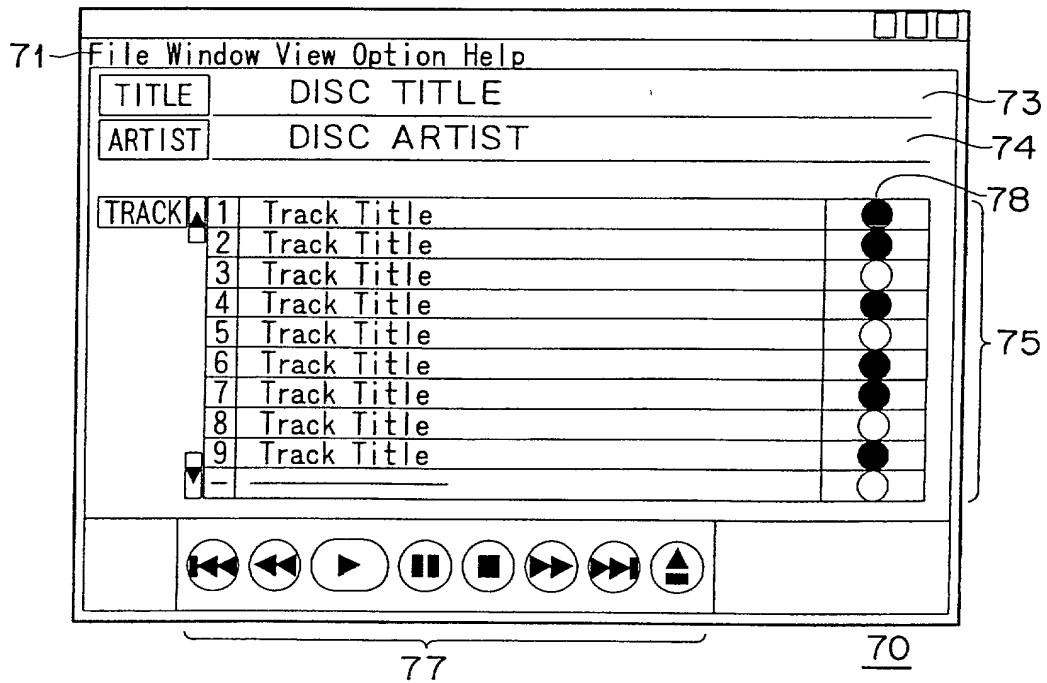 71 File Window View Option Help
TITLE DISC TITLE 73
ARTIST DISC ARTIST 74
78
TRACK 1 Track Title
2 Track Title
3 Track Title
4 Track Title
5 Track Title 75
6 Track Title
7 Track Title
8 Track Title
9 Track Title
77
70